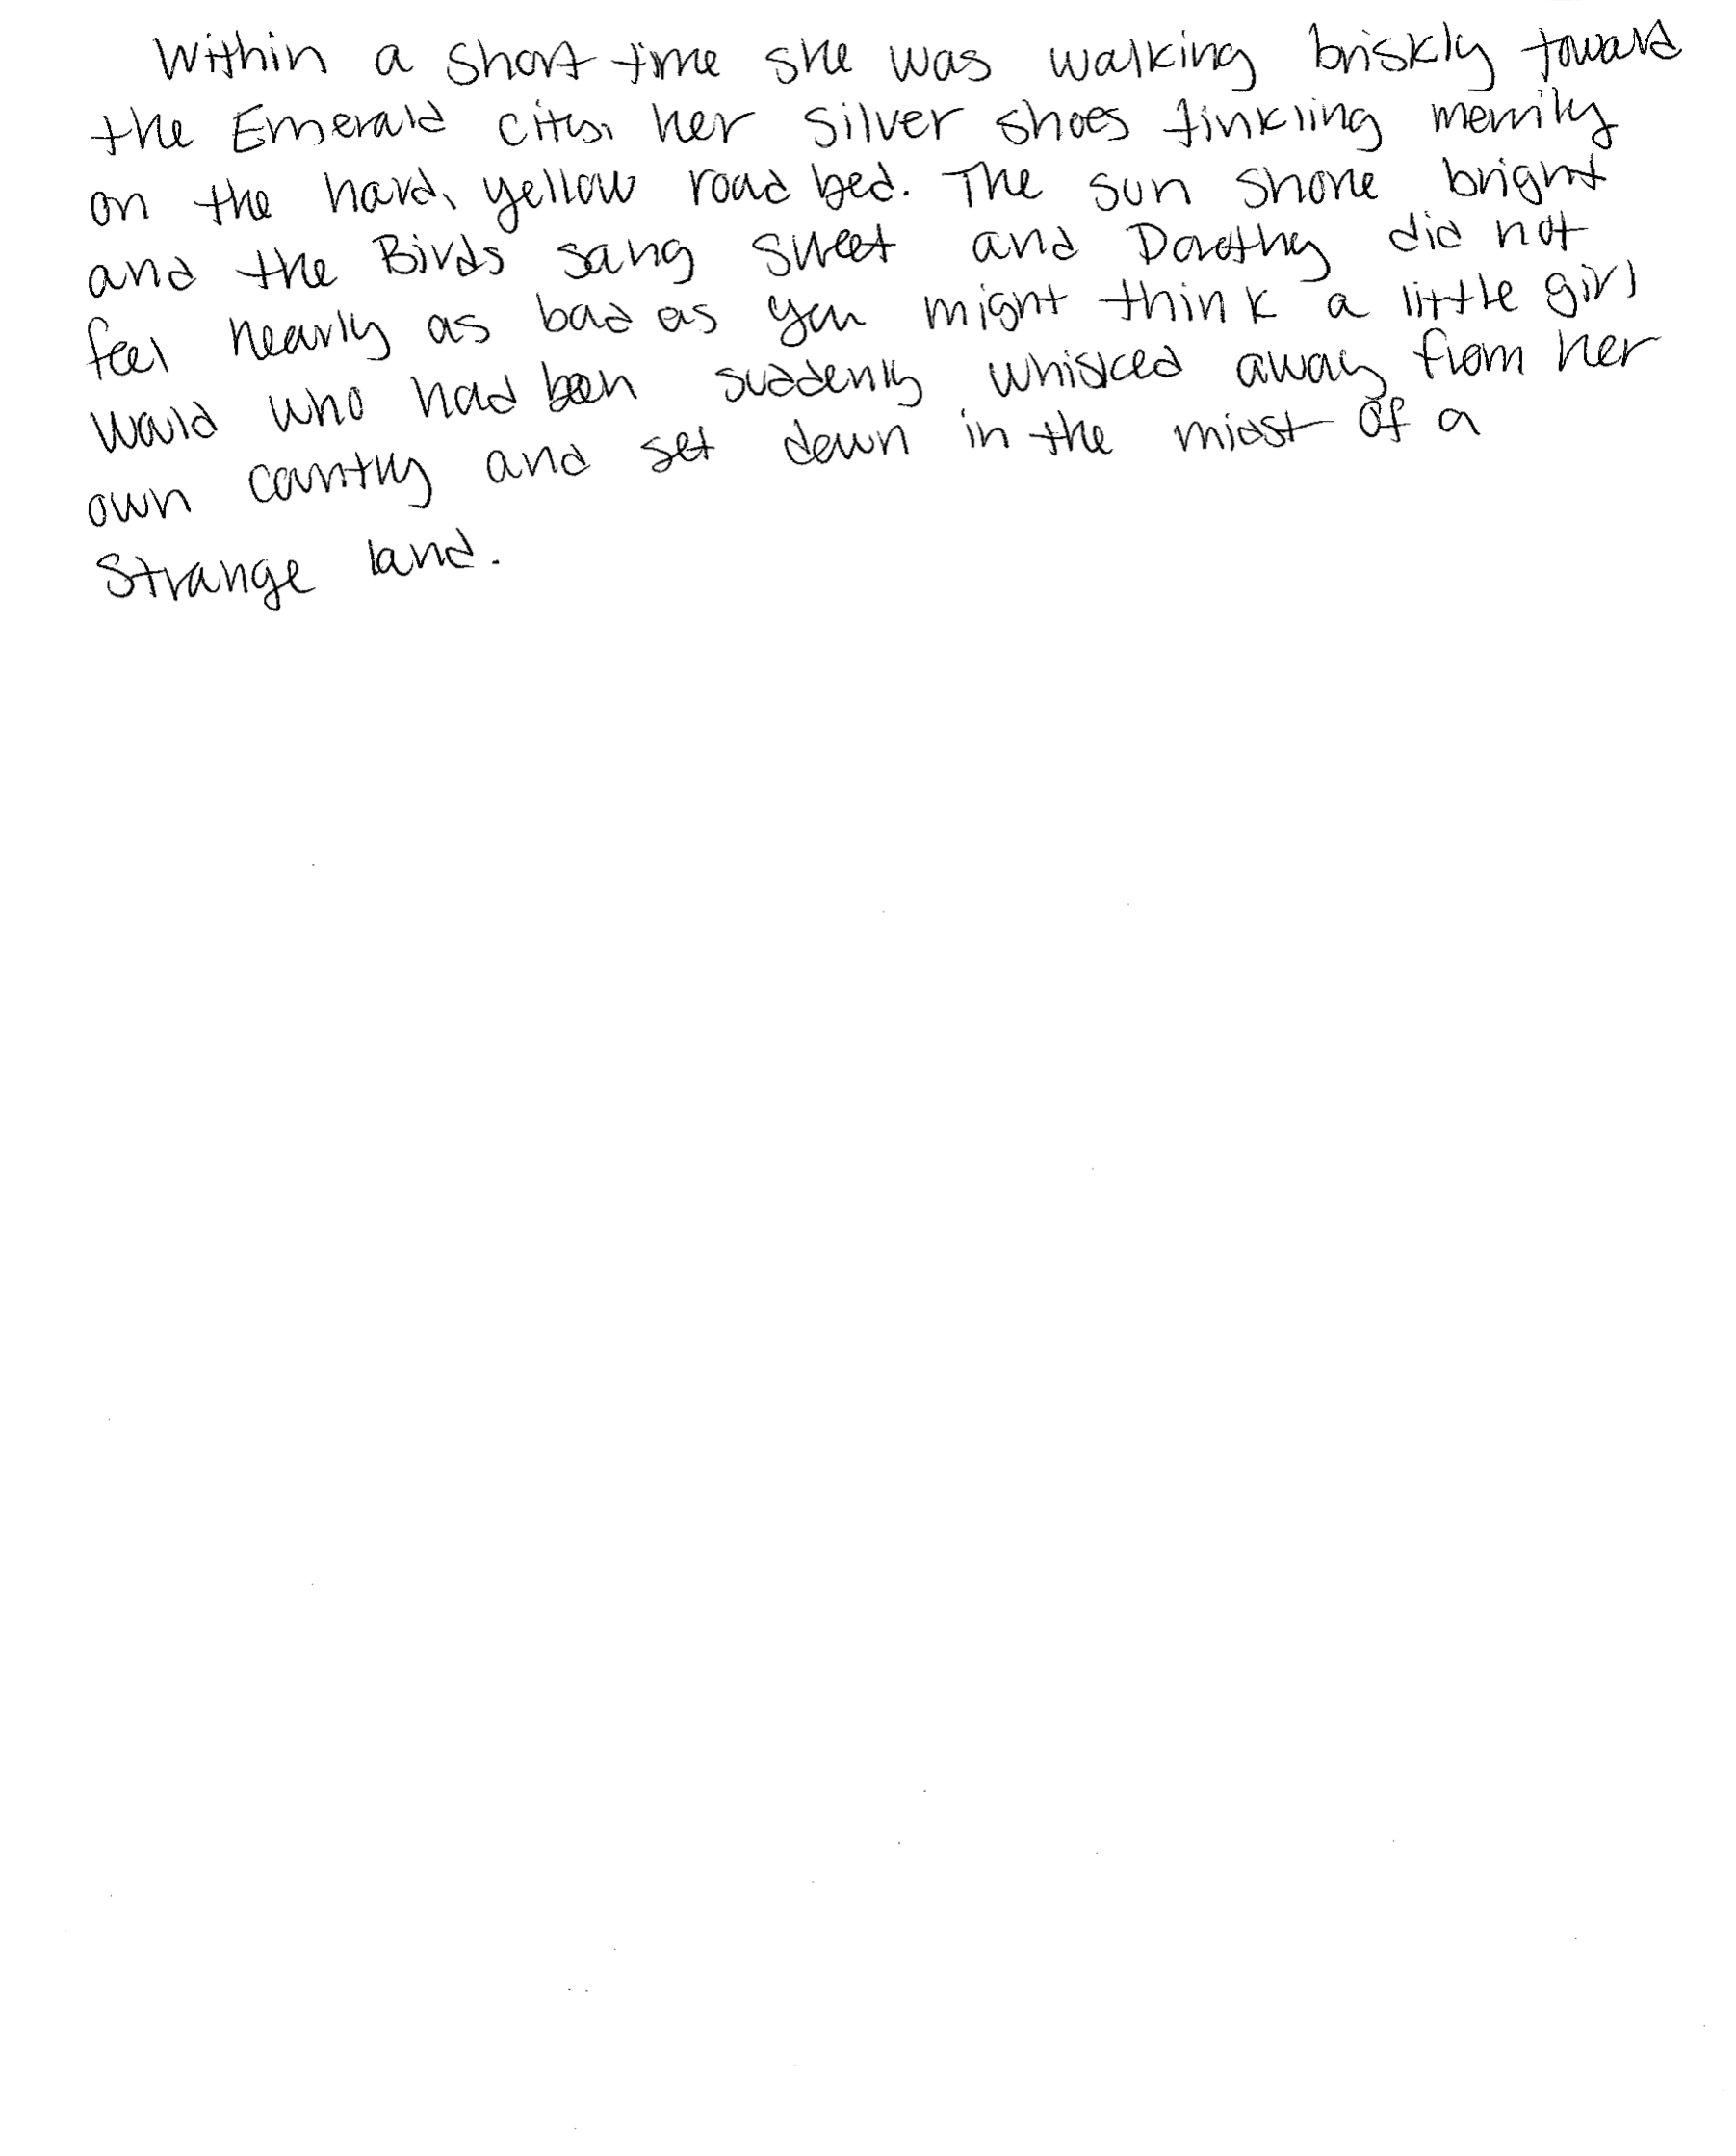 Within a short time she was walking briskly toward
the Emerald city, her silver shoes tinkling merrily
on the hard, yellow road bed. The sun shone bright
and the Birds sang sweet and Dorothy did not
feel nearly as bad as you might think a little girl
would who had been suddenly whisked away from her
own country and set down in the midst of a
strange land.